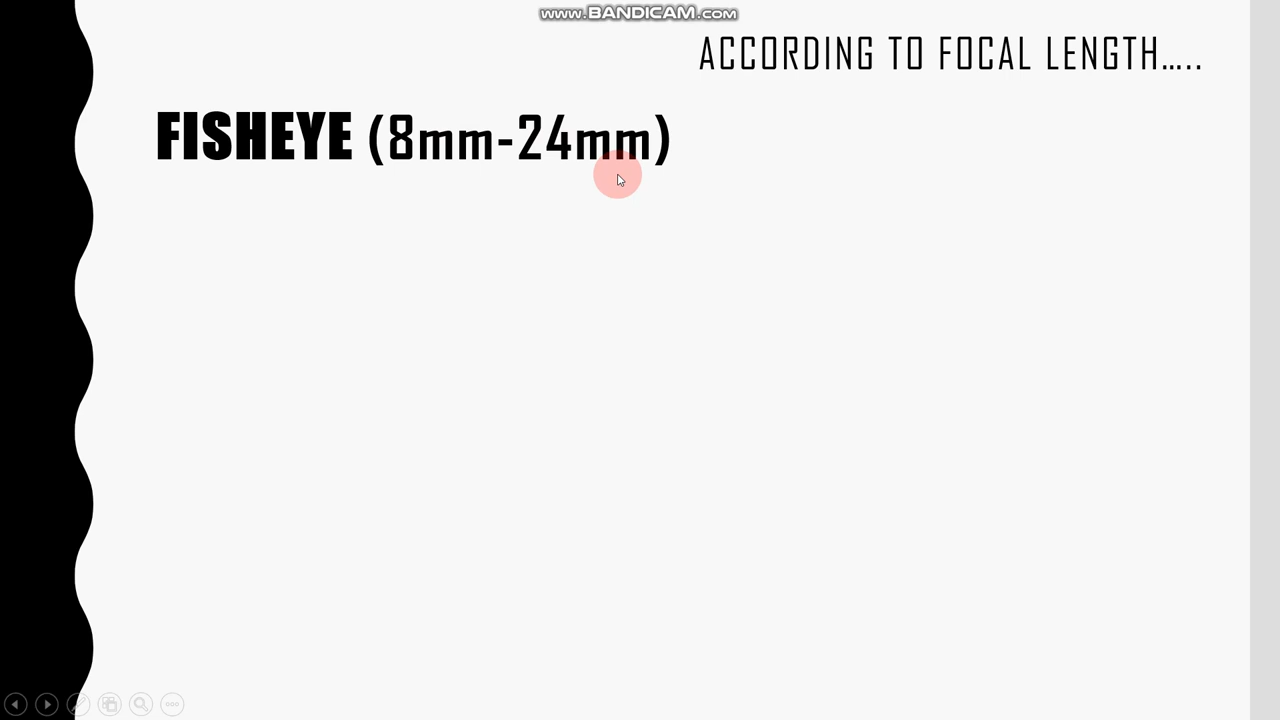 www.BANDICAM.com
ACCORDING TO FOCAL LENGTH.....
FISHEYE (8mm-24mm)